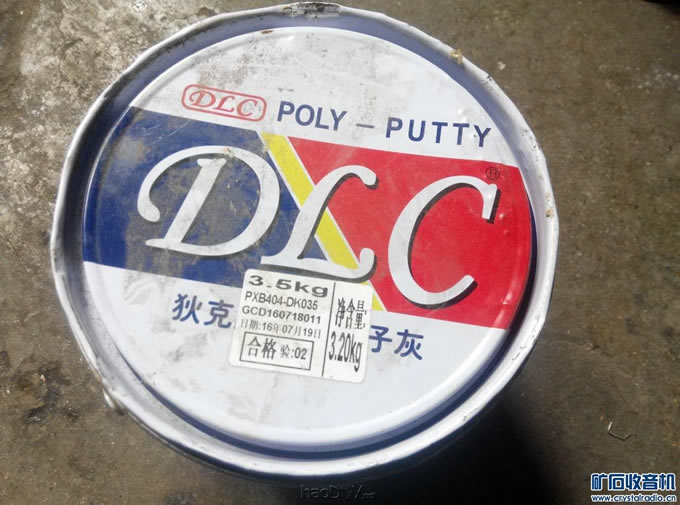 DLC POLY - PUTTY
DLC®
3.5kg
PXB404-DK035
GCD160718011
日期:16年07月19日
合格 验:02
净含量:
3.20kg
狄克 子灰
haoDIY.net
矿石收音机
www.crystalradio.cn